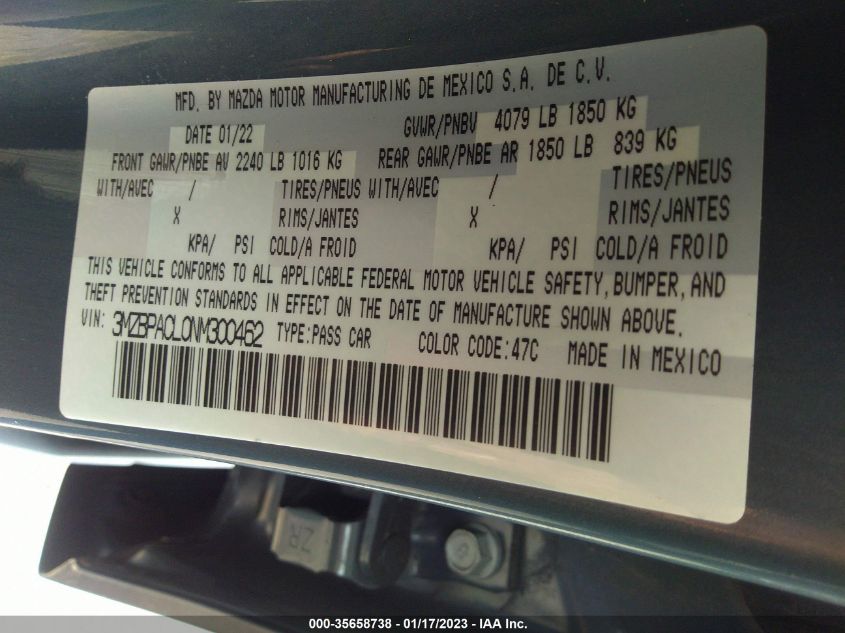 MFD. BY MAZDA MOTOR MANUFACTURING DE MEXICO S.A. DE C.V.
DATE 01/22 GVWR/PNBV 4079 LB 1850 KG
FRONT GAWR/PNBE AV 2240 LB 1016 KG REAR GAWR/PNBE AR 1850 LB 839 KG
WITH/AVEC / TIRES/PNEUS WITH/AVEC / TIRES/PNEUS
X RIMS/JANTES X RIMS/JANTES
KPA/ PSI COLD/A FROID KPA/ PSI COLD/A FROID
THIS VEHICLE CONFORMS TO ALL APPLICABLE FEDERAL MOTOR VEHICLE SAFETY, BUMPER, AND
THEFT PREVENTION STANDARDS IN EFFECT ON THE DATE OF MANUFACTURE SHOWN ABOVE.
VIN: 3MZBPACL0NM300462 TYPE:PASS CAR COLOR CODE:47C MADE IN MEXICO
000-35658738 - 01/17/2023 - IAA Inc.